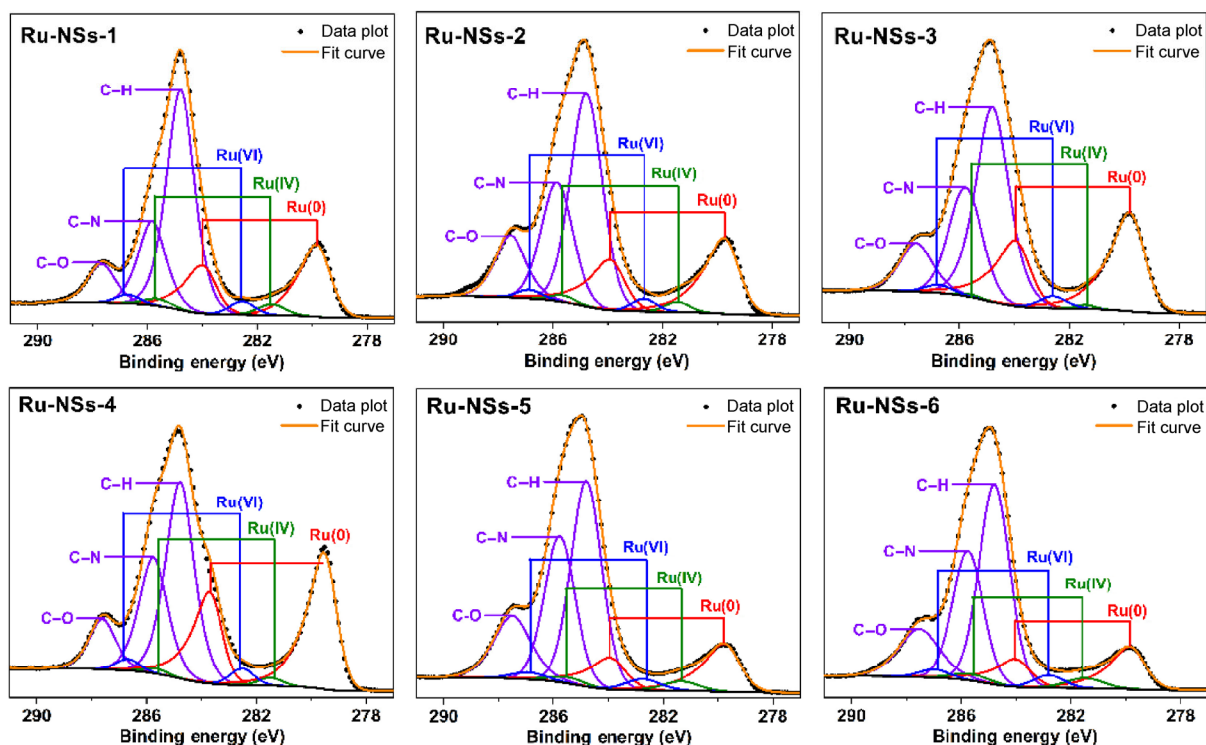 Ru-NSs-1
Data plot
Fit curve
C–H
Ru(VI)
Ru(IV)
C–N
Ru(0)
C–O
290 286 282 278
Binding energy (eV)
Ru-NSs-2
Data plot
Fit curve
C–H
Ru(VI)
C–N
Ru(IV)
Ru(0)
C–O
290 286 282 278
Binding energy (eV)
Ru-NSs-3
Data plot
Fit curve
C–H
Ru(VI)
Ru(IV)
C–N
Ru(0)
C–O
290 286 282 278
Binding energy (eV)
Ru-NSs-4
Data plot
Fit curve
C–H
Ru(VI)
Ru(IV)
Ru(0)
C–N
C–O
290 286 282 278
Binding energy (eV)
Ru-NSs-5
Data plot
Fit curve
C–H
C–N
Ru(VI)
Ru(IV)
Ru(0)
C-O
290 286 282 278
Binding energy (eV)
Ru-NSs-6
Data plot
Fit curve
C–H
C–N
Ru(VI)
Ru(IV)
Ru(0)
C–O
290 286 282 278
Binding energy (eV)